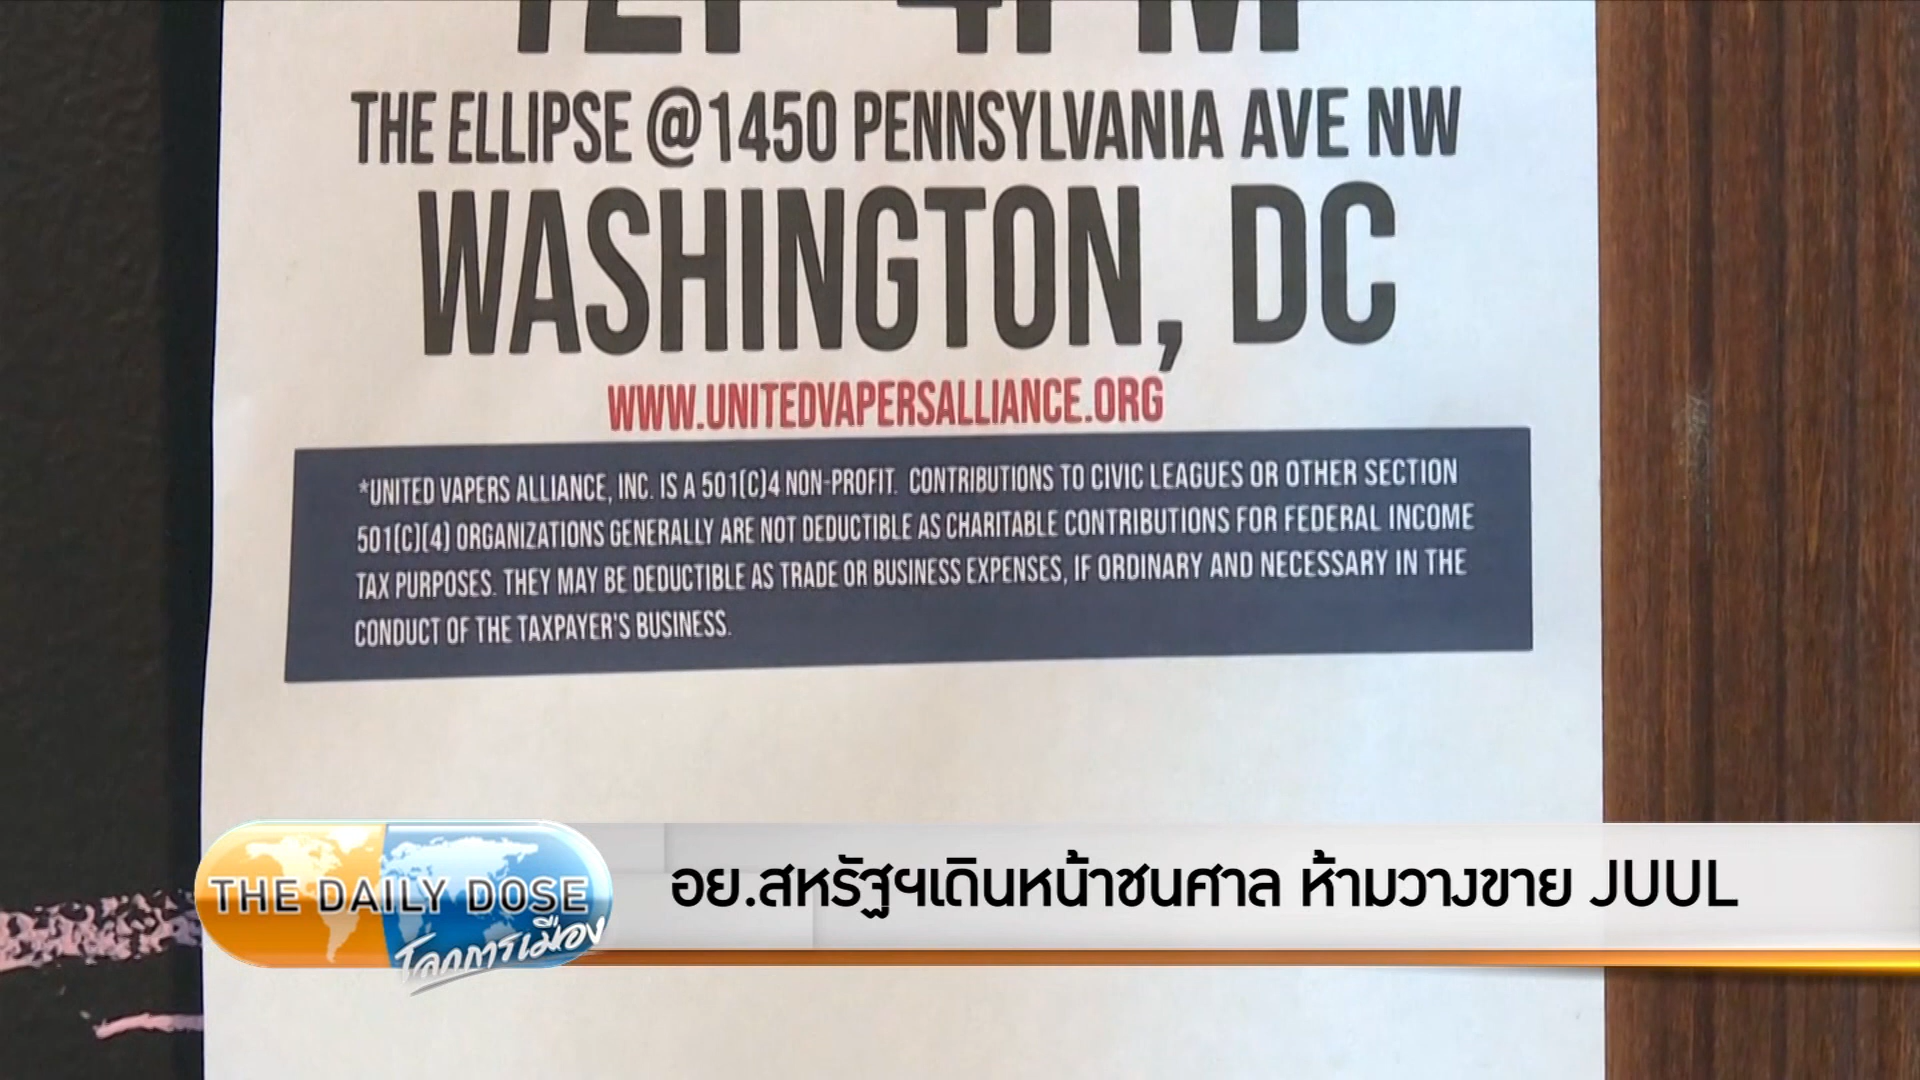 THE ELLIPSE @1450 PENNSYLVANIA AVE NW
WASHINGTON, DC
WWW.UNITEDVAPERSALLIANCE.ORG
*UNITED VAPERS ALLIANCE, INC. IS A 501(C)4 NON-PROFIT. CONTRIBUTIONS TO CIVIC LEAGUES OR OTHER SECTION
501(C)(4) ORGANIZATIONS GENERALLY ARE NOT DEDUCTIBLE AS CHARITABLE CONTRIBUTIONS FOR FEDERAL INCOME
TAX PURPOSES. THEY MAY BE DEDUCTIBLE AS TRADE OR BUSINESS EXPENSES, IF ORDINARY AND NECESSARY IN THE
CONDUCT OF THE TAXPAYER'S BUSINESS.
THE DAILY DOSE
โลกการเมือง
อย.สหรัฐฯเดินหน้าชนศาล ห้ามวางขาย JUUL